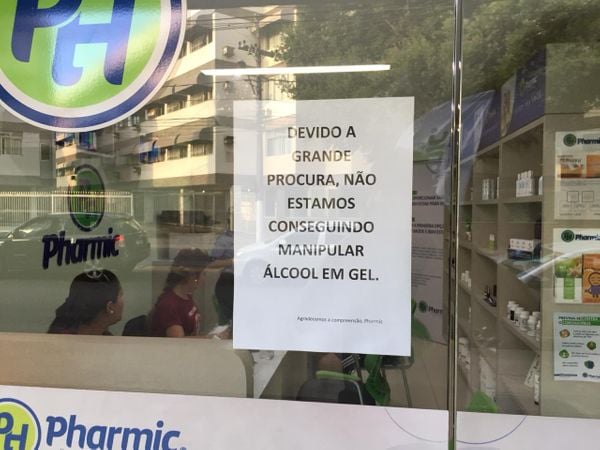 PH
DEVIDO A
GRANDE
PROCURA, NÃO
ESTAMOS
CONSEGUINDO
MANIPULAR
ÁLCOOL EM GEL.
Agradecemos a compreensão, Pharmic
Pharmic
PH Pharmic.